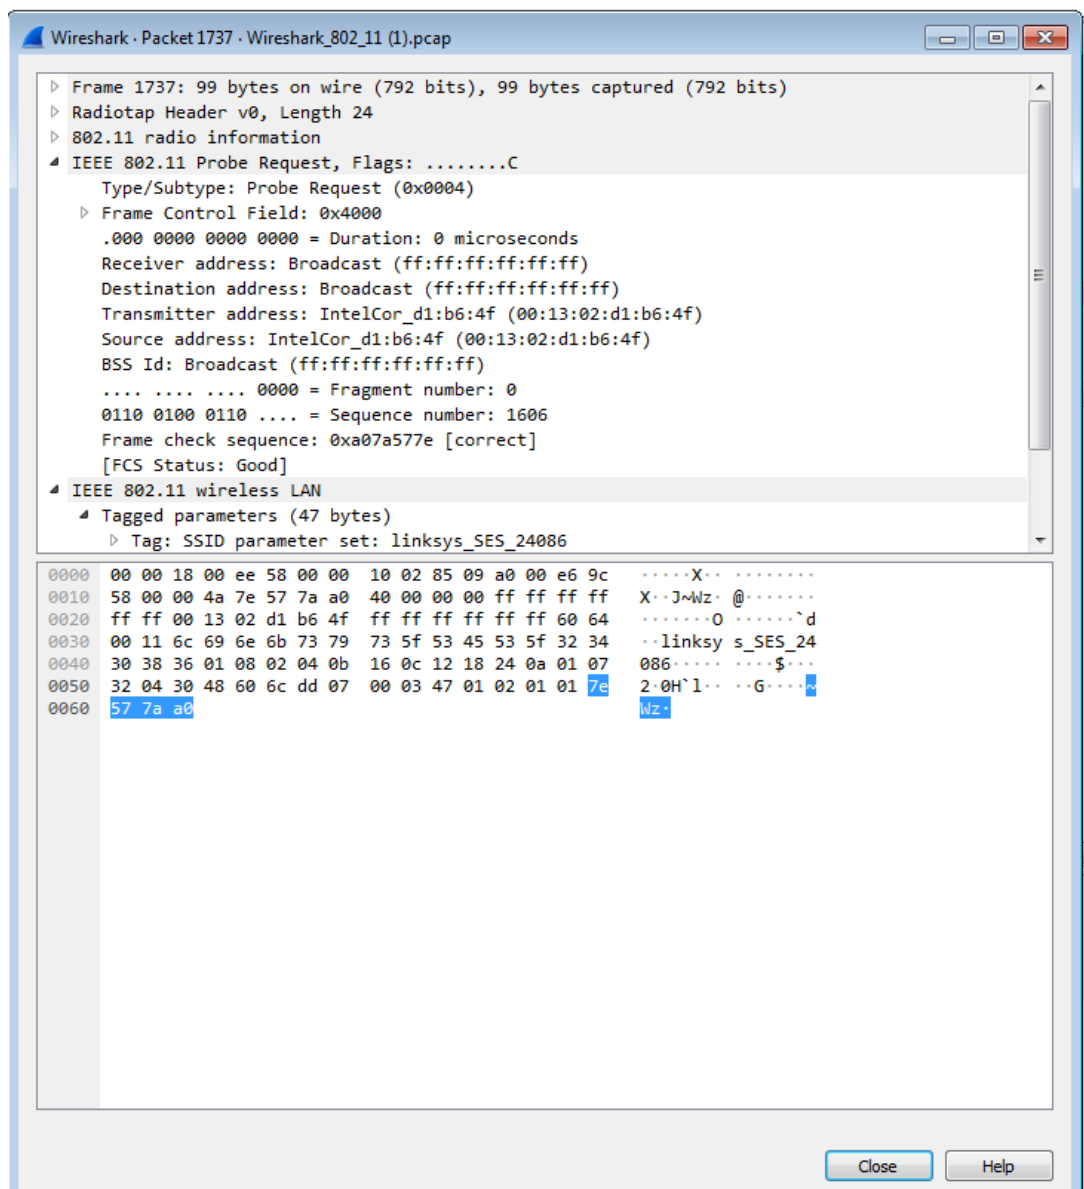 Wireshark · Packet 1737 · Wireshark_802_11 (1).pcap
Frame 1737: 99 bytes on wire (792 bits), 99 bytes captured (792 bits)
Radiotap Header v0, Length 24
802.11 radio information
IEEE 802.11 Probe Request, Flags: ........C
Type/Subtype: Probe Request (0x0004)
Frame Control Field: 0x4000
.000 0000 0000 0000 = Duration: 0 microseconds
Receiver address: Broadcast (ff:ff:ff:ff:ff:ff)
Destination address: Broadcast (ff:ff:ff:ff:ff:ff)
Transmitter address: IntelCor_d1:b6:4f (00:13:02:d1:b6:4f)
Source address: IntelCor_d1:b6:4f (00:13:02:d1:b6:4f)
BSS Id: Broadcast (ff:ff:ff:ff:ff:ff)
.... .... .... 0000 = Fragment number: 0
0110 0100 0110 .... = Sequence number: 1606
Frame check sequence: 0xa07a577e [correct]
[FCS Status: Good]
IEEE 802.11 wireless LAN
Tagged parameters (47 bytes)
Tag: SSID parameter set: linksys_SES_24086
0000 00 00 18 00 ee 58 00 00 10 02 85 09 a0 00 e6 9c ·····X·· ········
0010 58 00 00 4a 7e 57 7a a0 40 00 00 00 ff ff ff ff X··J~Wz· @·······
0020 ff ff 00 13 02 d1 b6 4f ff ff ff ff ff ff 60 64 ·······O ······`d
0030 00 11 6c 69 6e 6b 73 79 73 5f 53 45 53 5f 32 34 ··linksy s_SES_24
0040 30 38 36 01 08 02 04 0b 16 0c 12 18 24 0a 01 07 086····· ····$···
0050 32 04 30 48 60 6c dd 07 00 03 47 01 02 01 01 7e 2·0H`l·· ··G····~
0060 57 7a a0 Wz·
Close Help